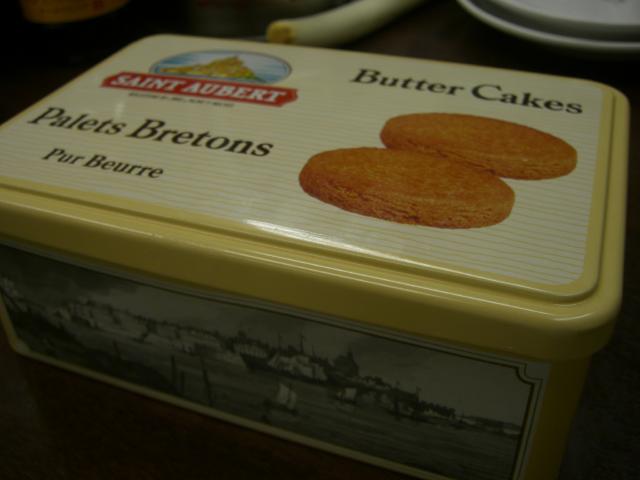 SAINT AUBERT
Butter Cakes
Palets Bretons
Pur Beurre